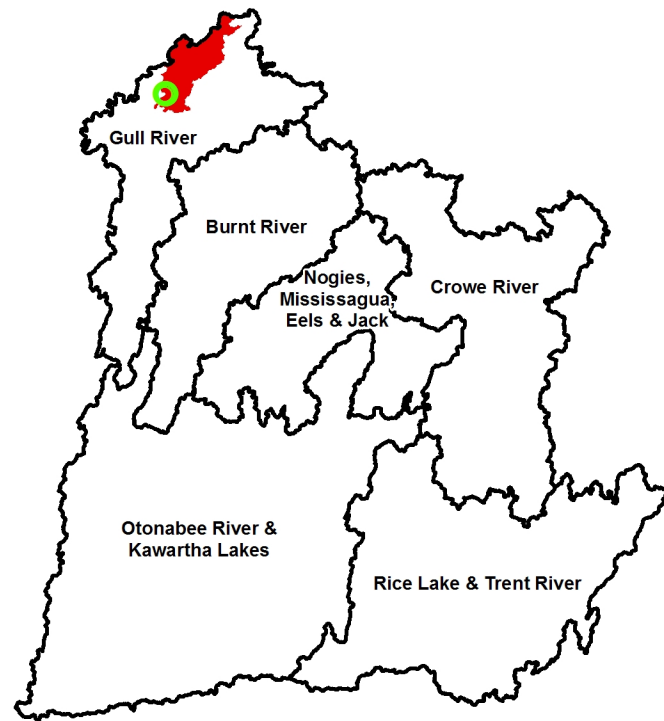 Gull River
Burnt River
Nogies,
Mississagua,
Eels & Jack
Crowe River
Otonabee River &
Kawartha Lakes
Rice Lake & Trent River